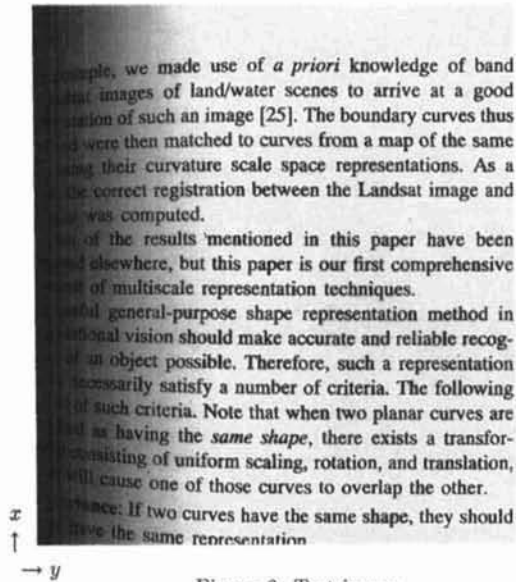 we made use of a priori knowledge of band
images of land/water scenes to arrive at a good
of such an image [25]. The boundary curves thus
were then matched to curves from a map of the same
their curvature scale space representations. As a
the correct registration between the Landsat image and
was computed.
of the results mentioned in this paper have been
elsewhere, but this paper is our first comprehensive
of multiscale representation techniques.
general-purpose shape representation method in
vision should make accurate and reliable recog-
of an object possible. Therefore, such a representation
necessarily satisfy a number of criteria. The following
of such criteria. Note that when two planar curves are
as having the same shape, there exists a transfor-
consisting of uniform scaling, rotation, and translation,
will cause one of those curves to overlap the other.
If two curves have the same shape, they should
have the same representation
x
↑
→ y